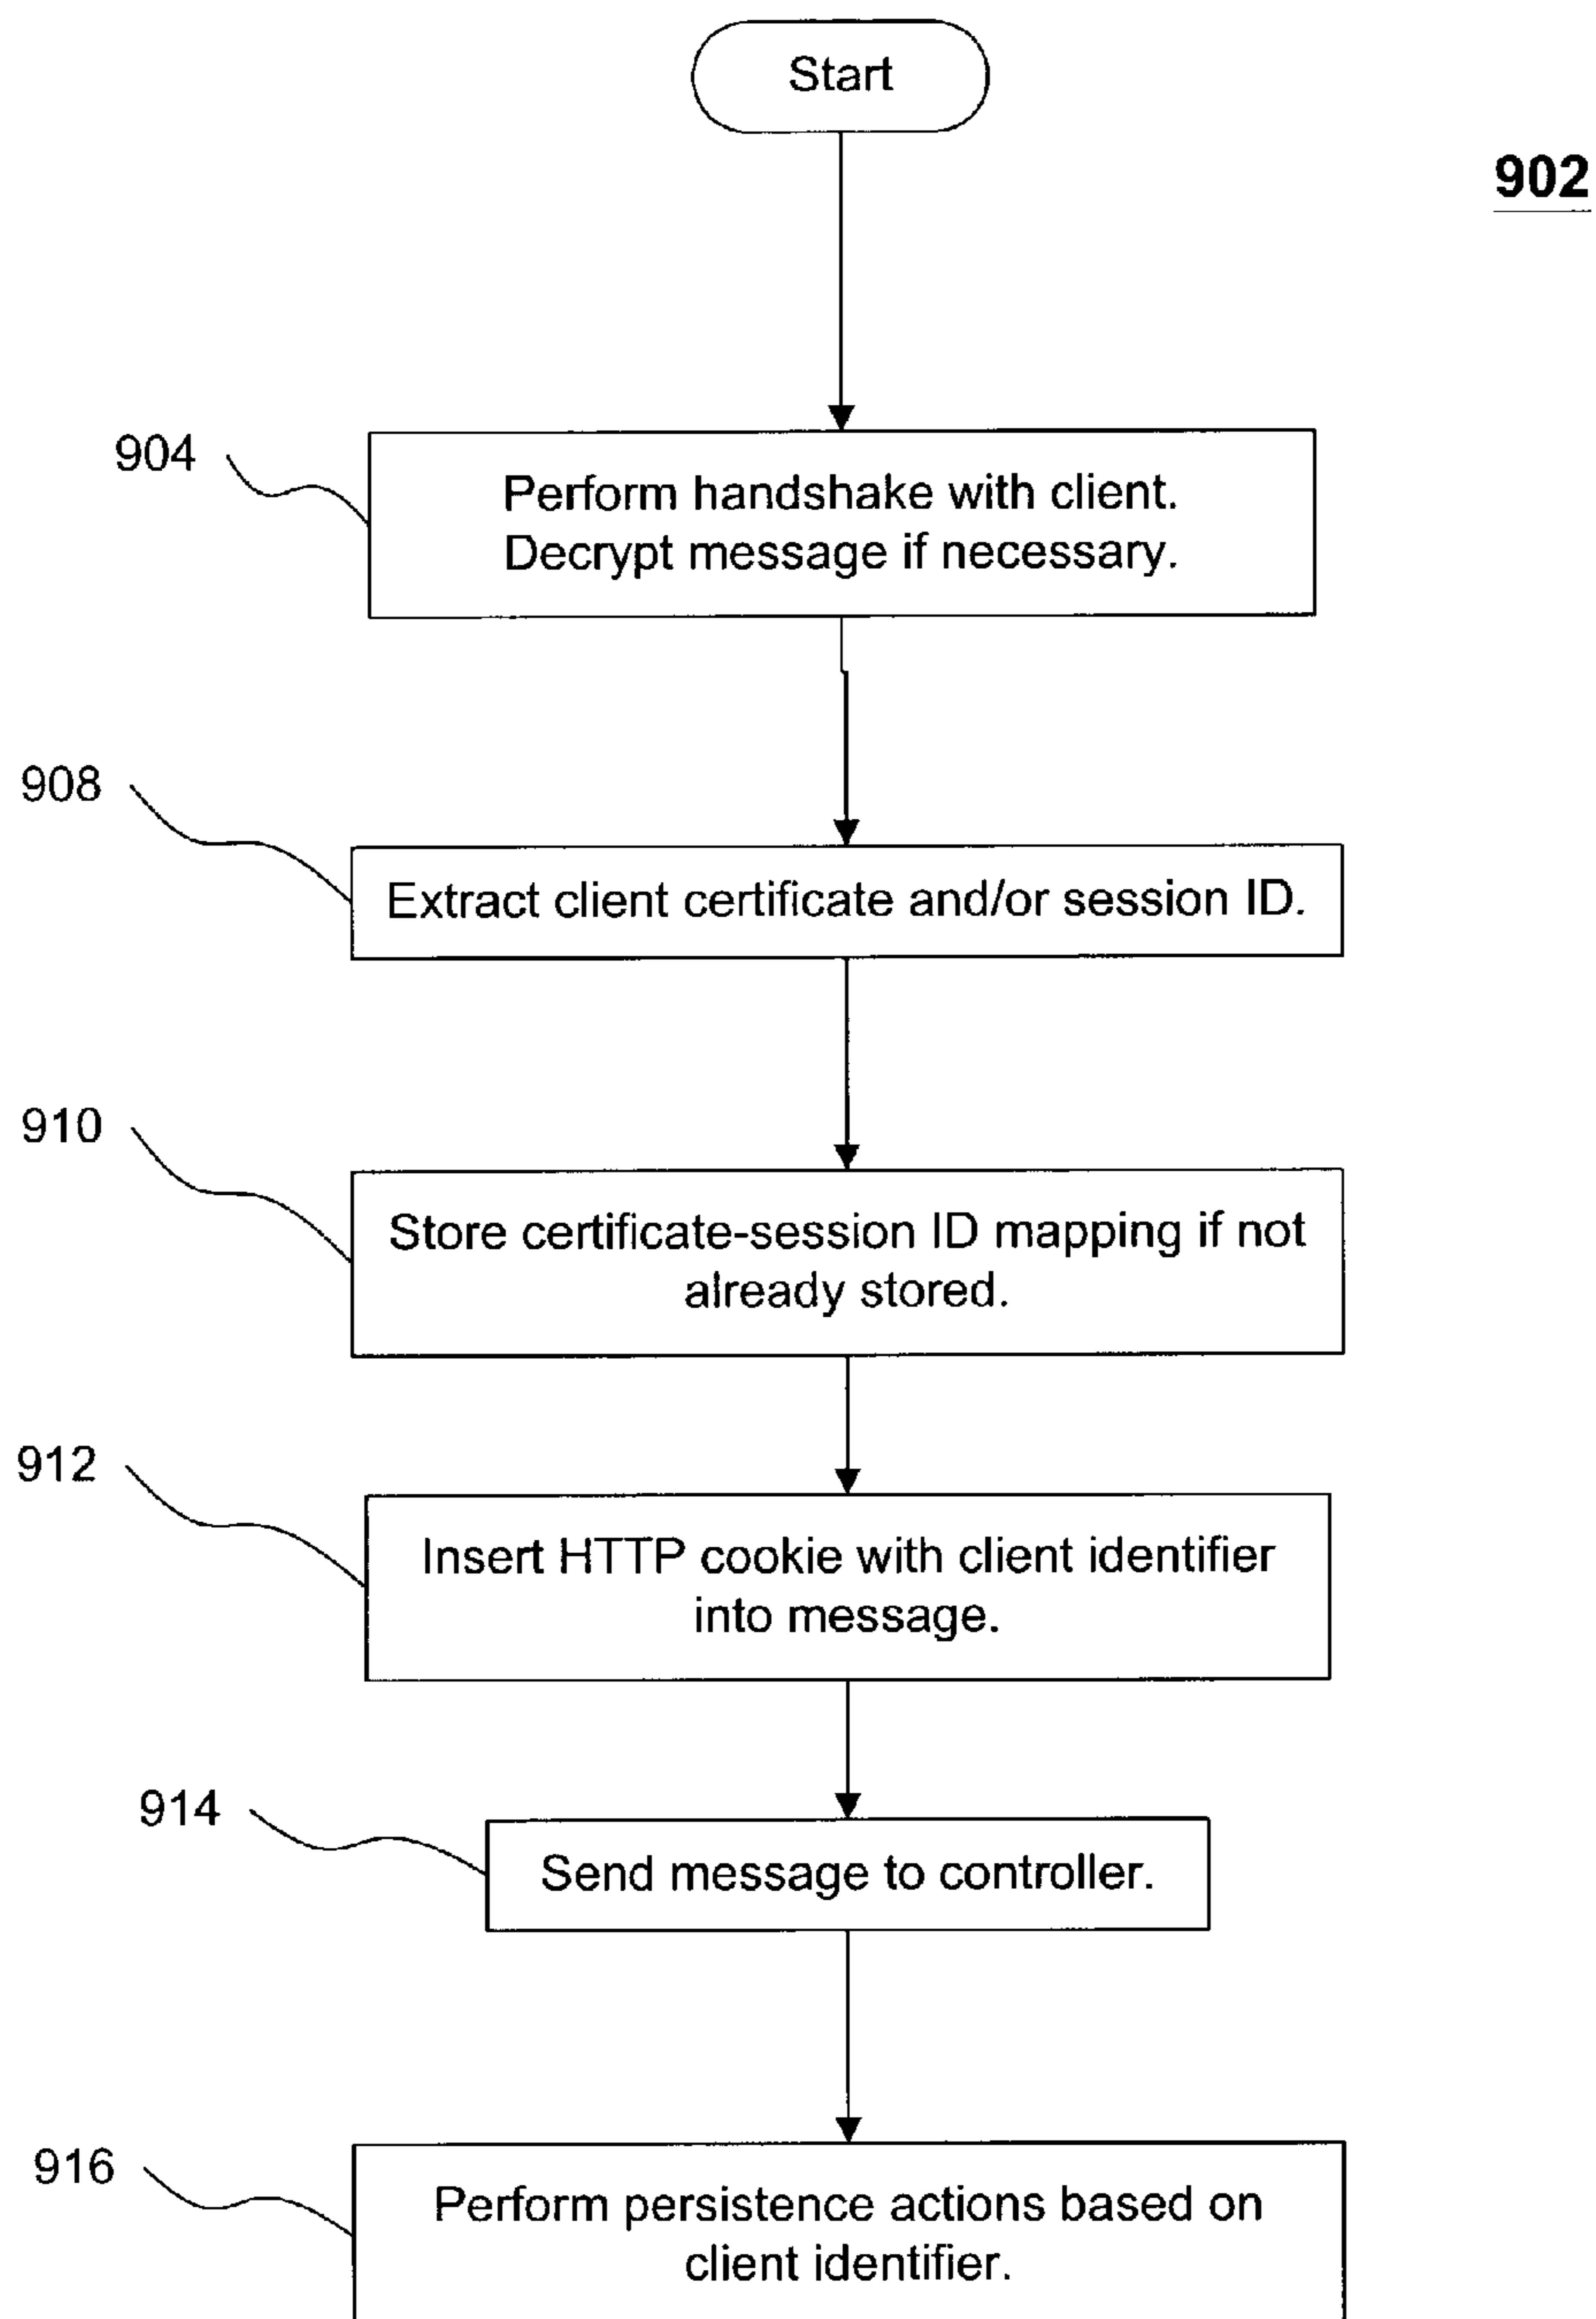 Start
902
904
Perform handshake with client.
Decrypt message if necessary.
908
Extract client certificate and/or session ID.
910
Store certificate-session ID mapping if not
already stored.
912
Insert HTTP cookie with client identifier
into message.
914
Send message to controller.
916
Perform persistence actions based on
client identifier.